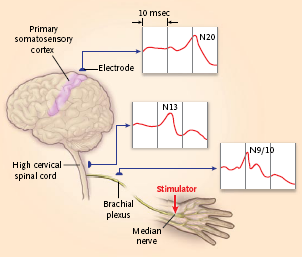 10 msec
Primary
somatosensory
cortex
N20
Electrode
N13
High cervical
spinal cord
N9/10
Stimulator
Brachial
plexus
Median
nerve